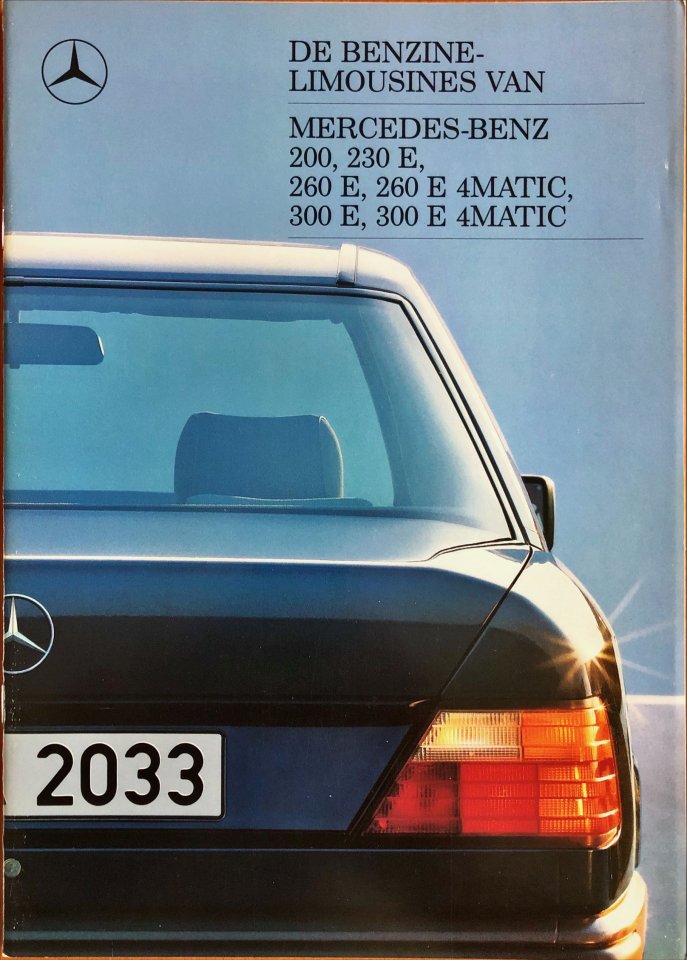 DE BENZINE-
LIMOUSINES VAN
MERCEDES-BENZ
200, 230 E,
260 E, 260 E 4MATIC,
300 E, 300 E 4MATIC
2033